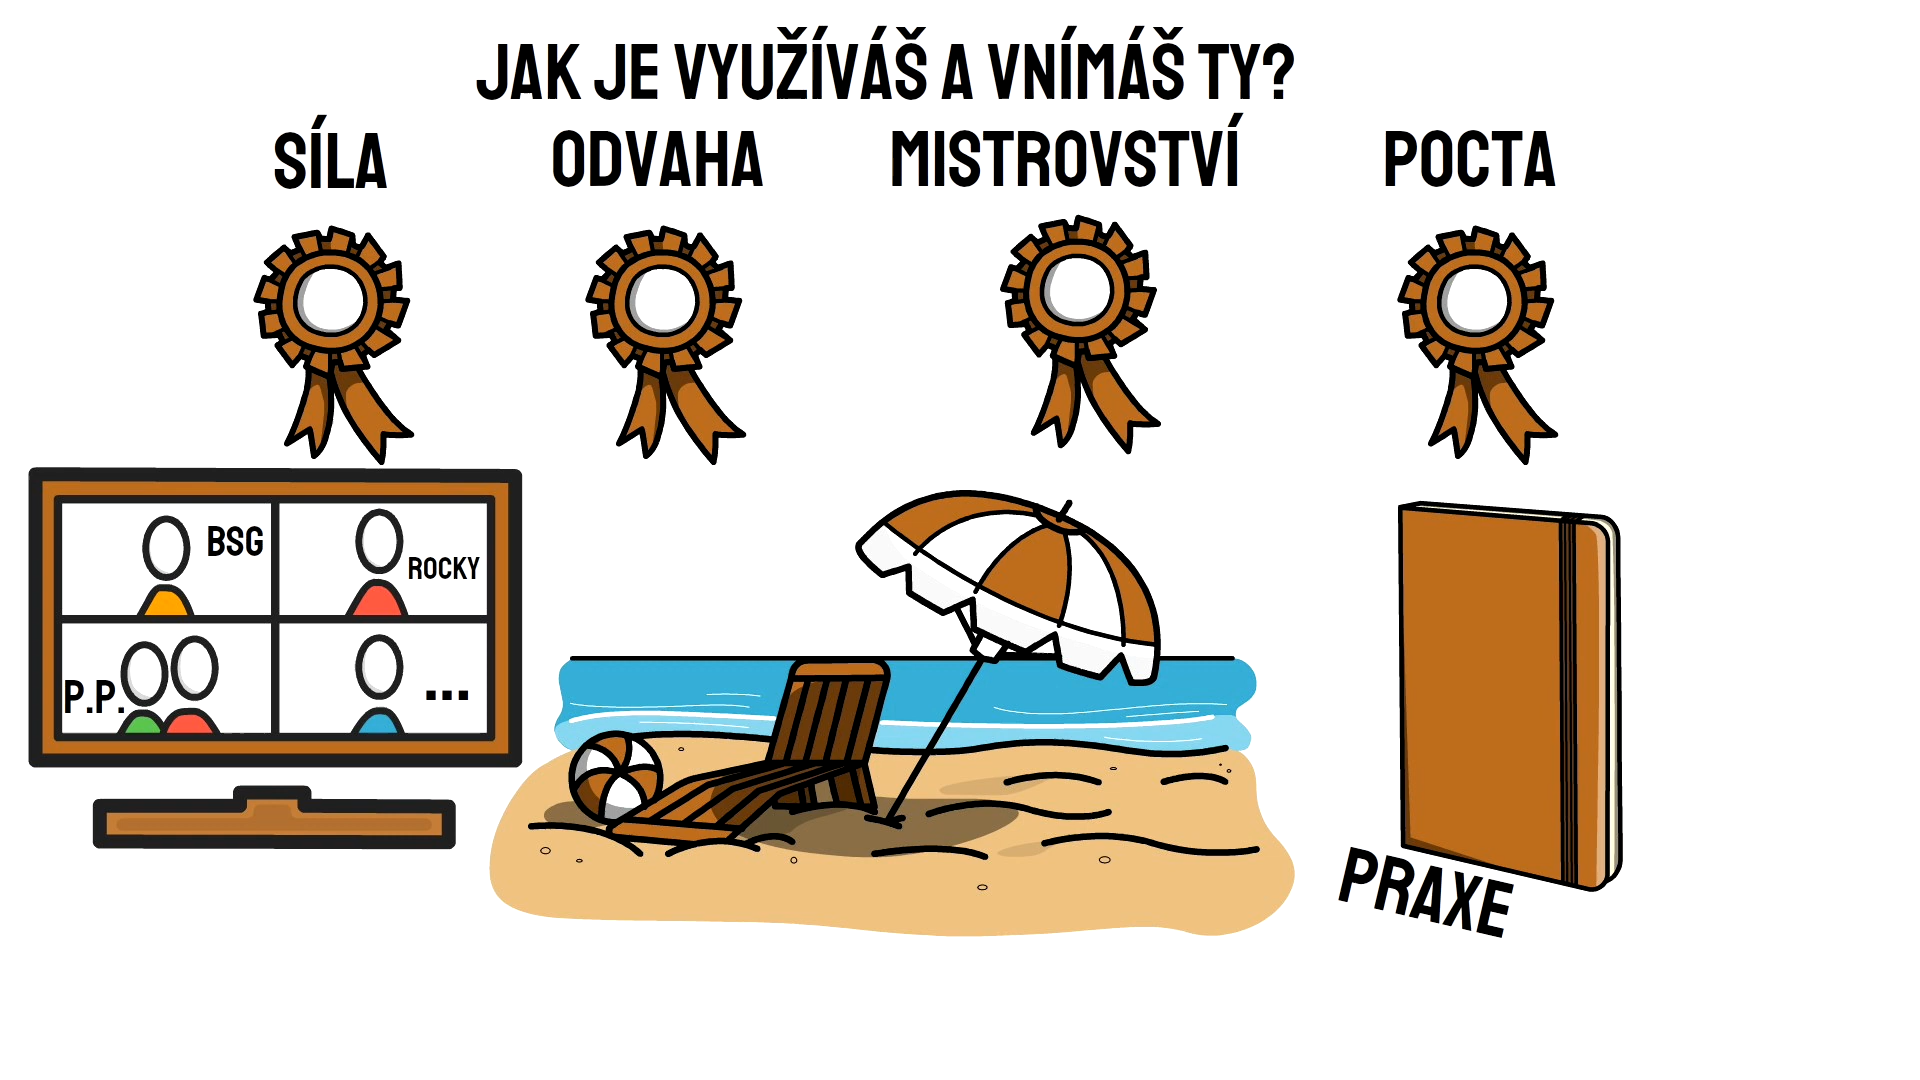 JAK JE VYUŽÍVÁŠ A VNÍMÁŠ TY?
SÍLA
ODVAHA
MISTROVSTVÍ
POCTA
BSG
ROCKY
P.P.
...
PRAXE